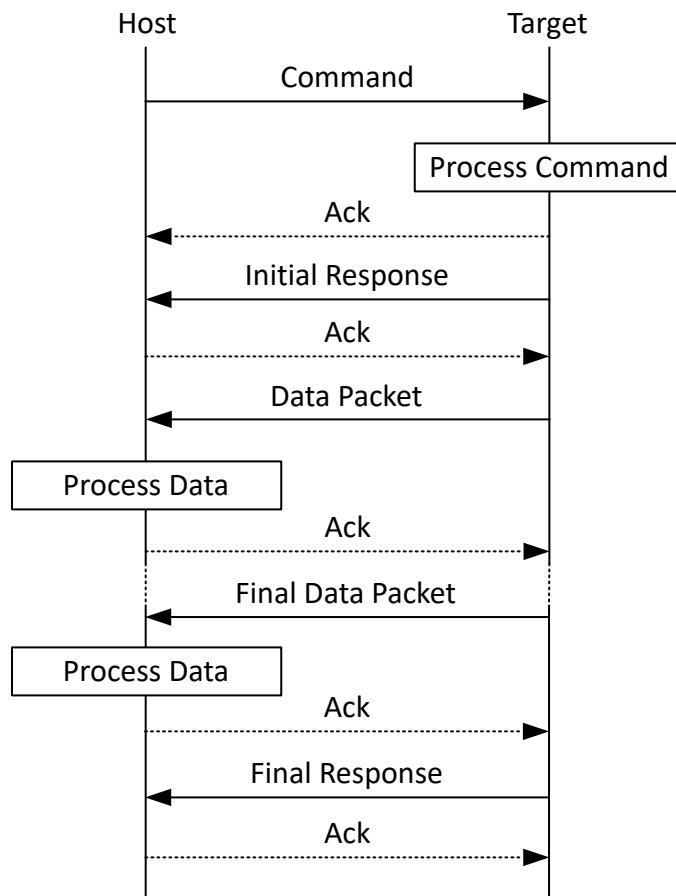 Host
Target
Command
Process Command
Ack
Initial Response
Ack
Data Packet
Process Data
Ack
Final Data Packet
Process Data
Ack
Final Response
Ack